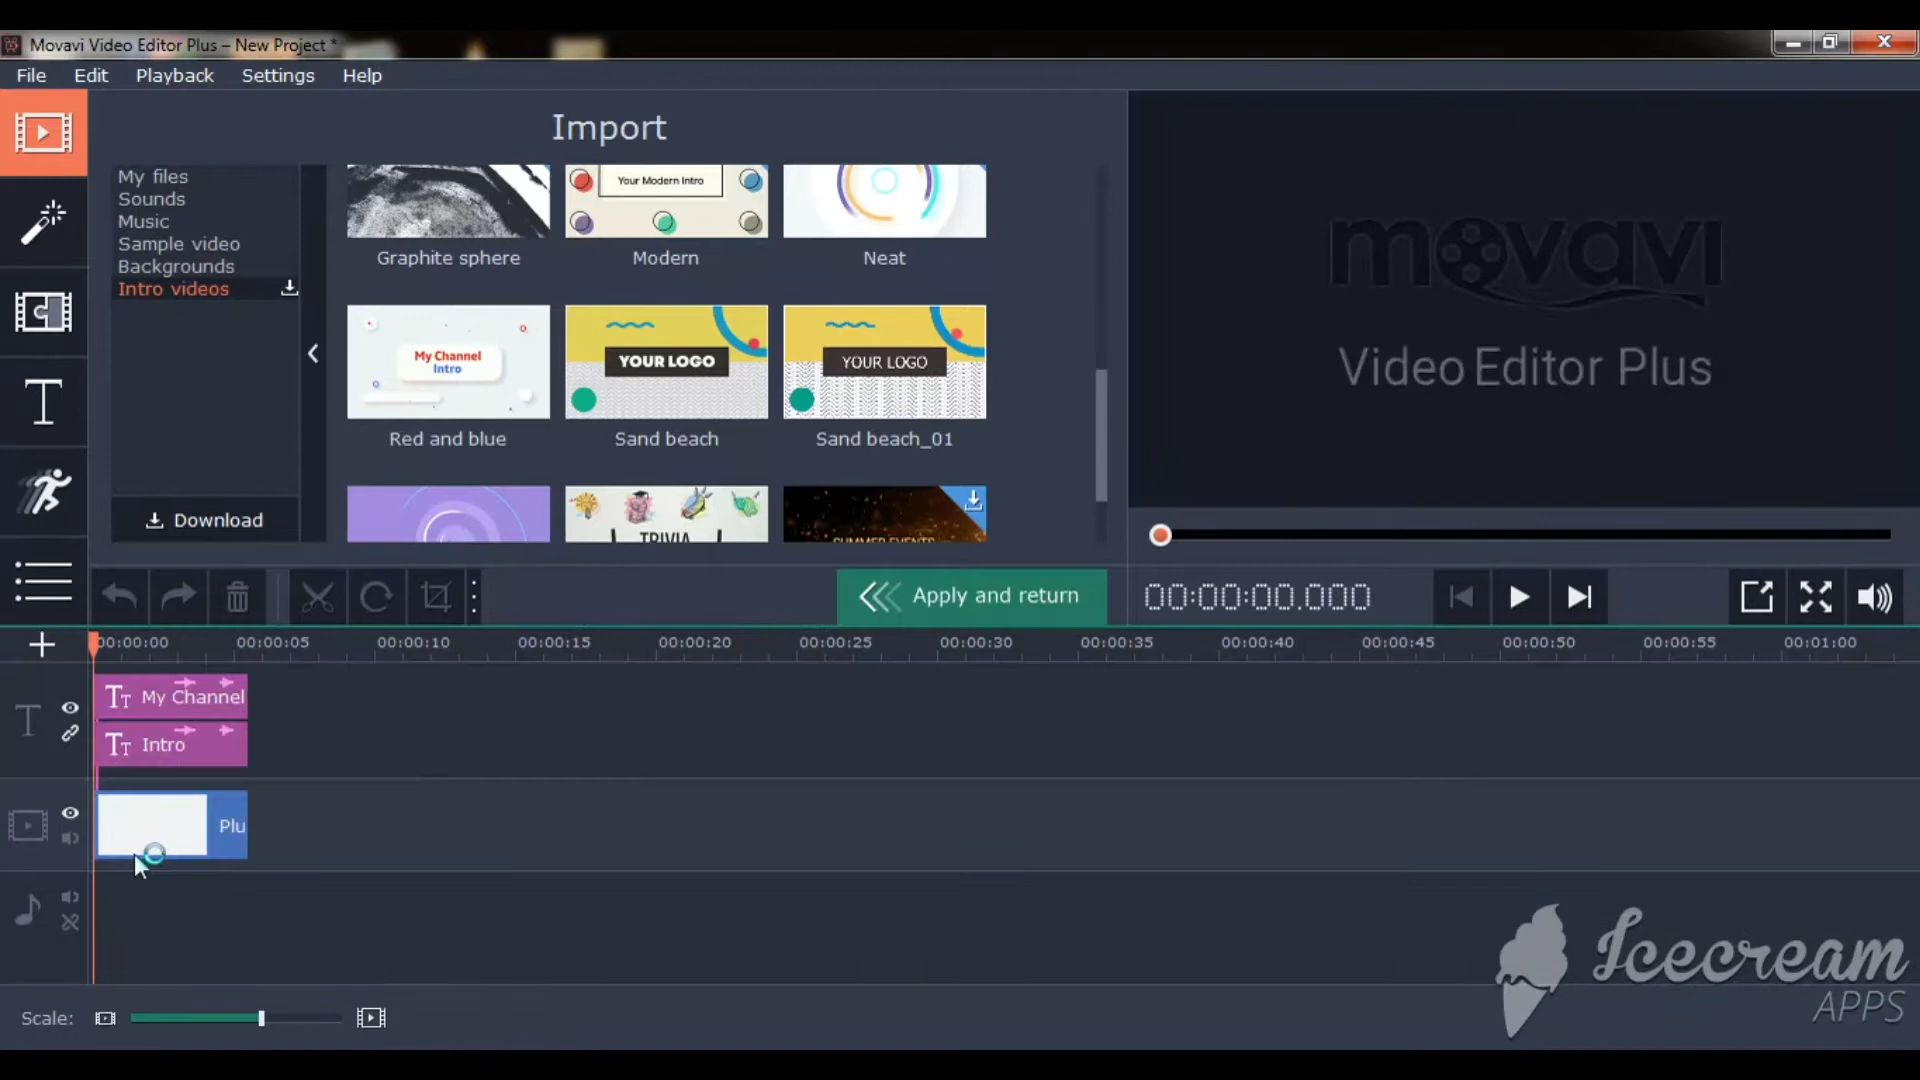 Movavi Video Editor Plus – New Project *
File Edit Playback Settings Help
Import
My files
Sounds
Music
Sample video
Backgrounds
Intro videos
Download
Your Modern Intro
Graphite sphere
Modern
Neat
My Channel
Intro
YOUR LOGO
YOUR LOGO
Red and blue
Sand beach
Sand beach_01
TRIVIA
SUMMER EVENTS
movavi
Video Editor Plus
Apply and return
00:00:00.000
00:00:00 00:00:05 00:00:10 00:00:15 00:00:20 00:00:25 00:00:30 00:00:35 00:00:40 00:00:45 00:00:50 00:00:55 00:01:00
My Channel
Intro
Plu
Scale:
Icecream
APPS